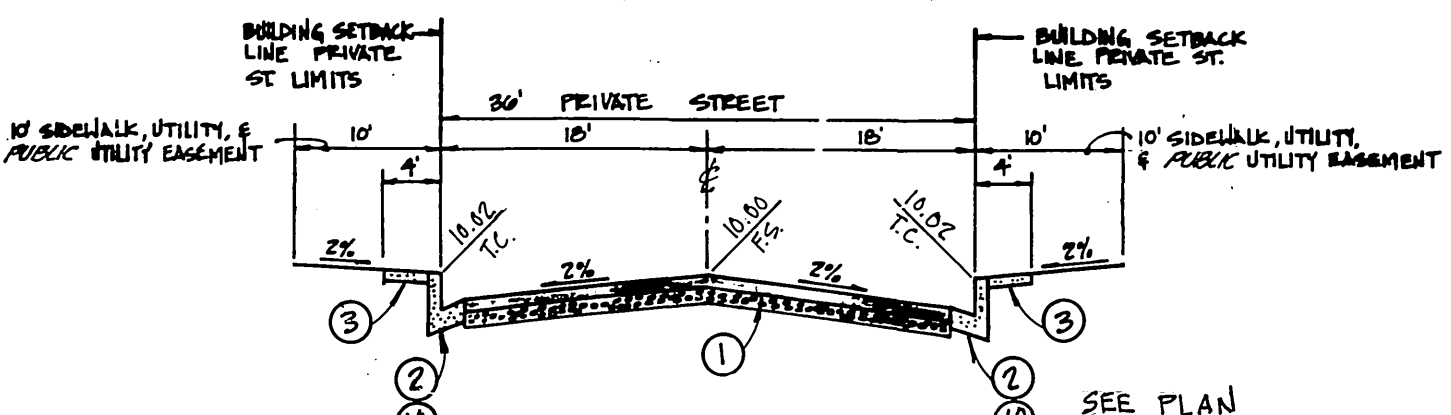 BUILDING SETBACK
LINE PRIVATE
ST. LIMITS
BUILDING SETBACK
LINE PRIVATE ST.
LIMITS
36' PRIVATE STREET
10' SIDEWALK, UTILITY, &
PUBLIC UTILITY EASEMENT
10'
18'
18'
10'
10' SIDEWALK, UTILITY,
& PUBLIC UTILITY EASEMENT
4'
4'
℄
10.02
T.C.
10.00
F.S.
10.02
T.C.
2%
2%
2%
2%
3
3
1
2
2
SEE PLAN